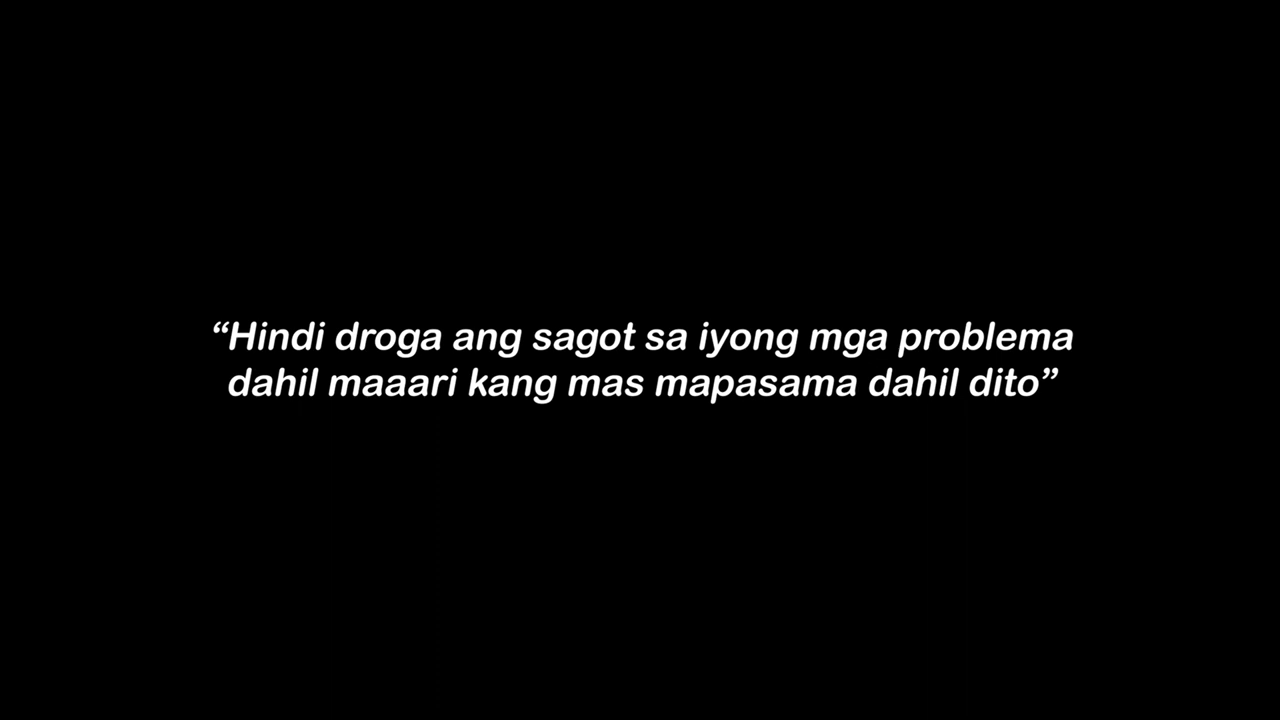 “Hindi droga ang sagot sa iyong mga problema
dahil maaari kang mas mapasama dahil dito”